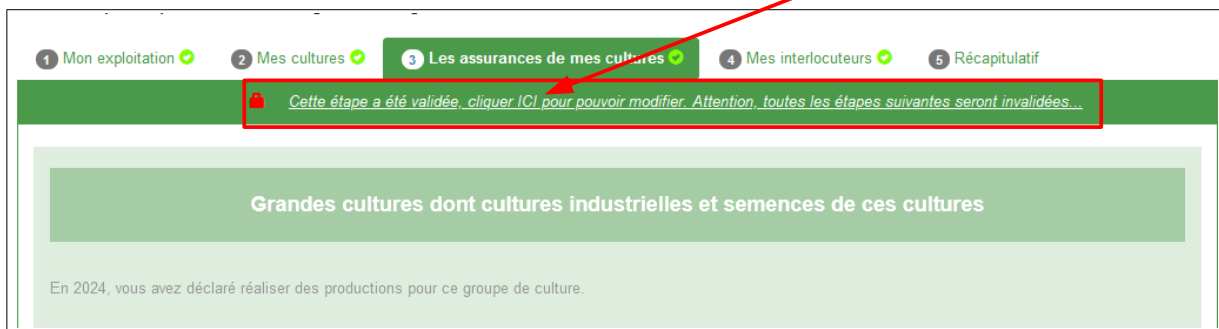 1 Mon exploitation 2 Mes cultures 3 Les assurances de mes cultures 4 Mes interlocuteurs 5 Récapitulatif
Cette étape a été validée, cliquer ICI pour pouvoir modifier. Attention, toutes les étapes suivantes seront invalidées...
Grandes cultures dont cultures industrielles et semences de ces cultures
En 2024, vous avez déclaré réaliser des productions pour ce groupe de culture.